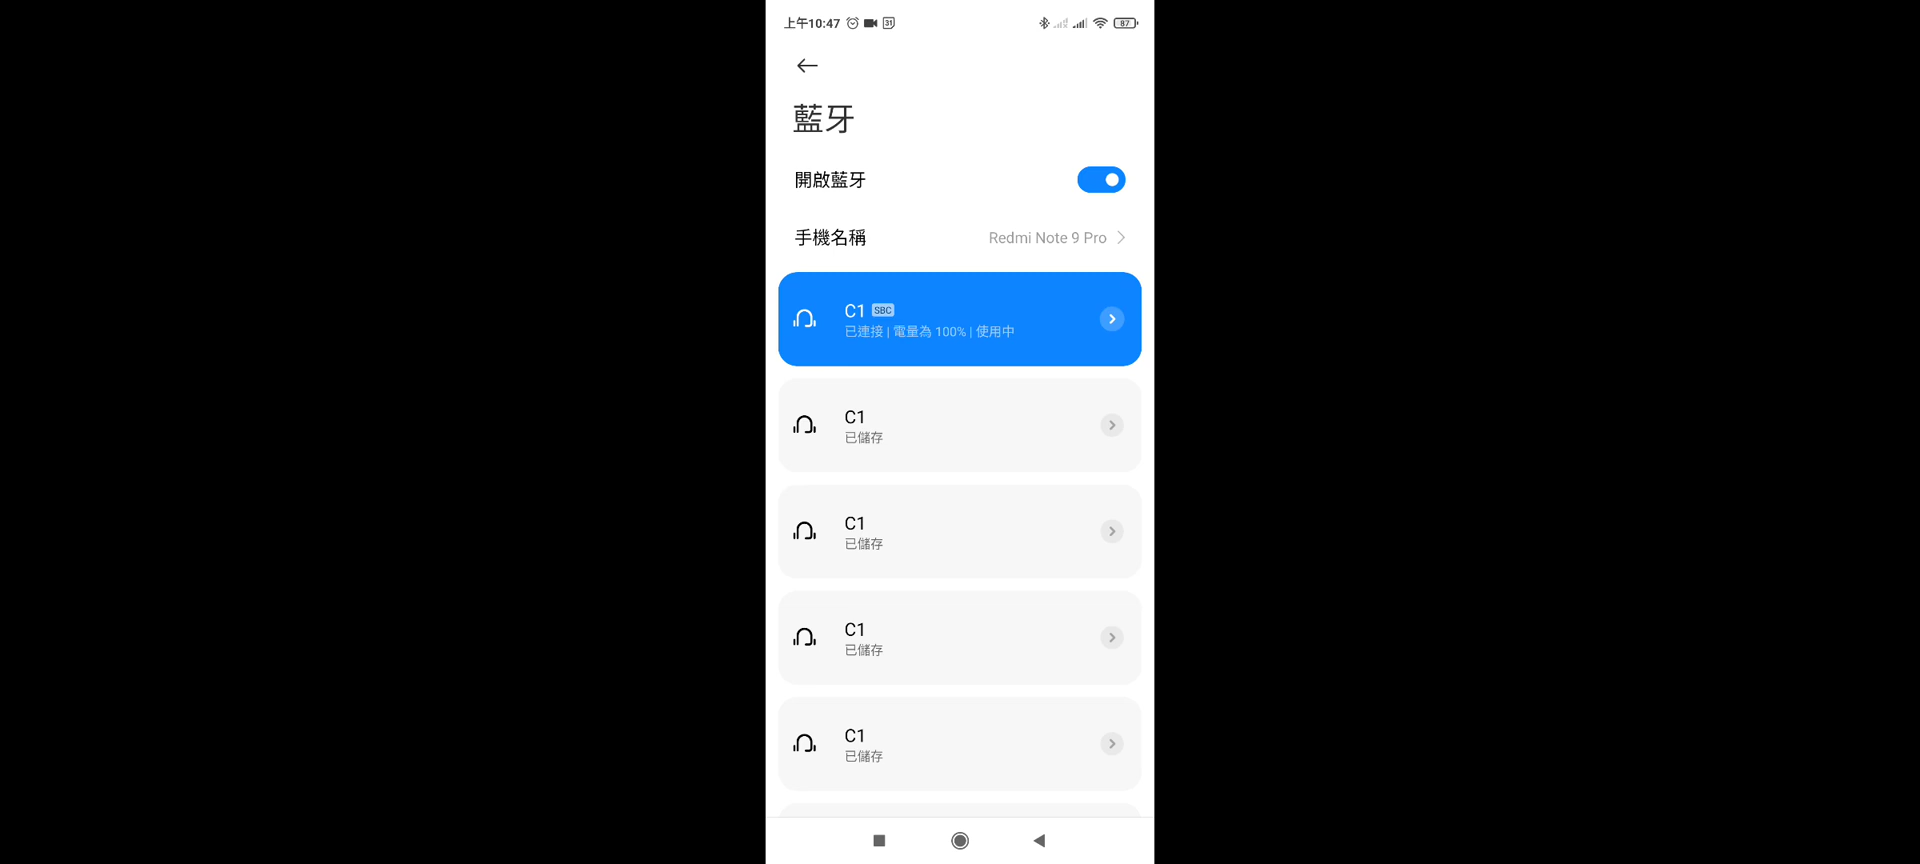 上午10:47 31 87
藍牙
開啟藍牙
手機名稱 Redmi Note 9 Pro
C1 SBC
已連接 | 電量為 100% | 使用中
C1
已儲存
C1
已儲存
C1
已儲存
C1
已儲存